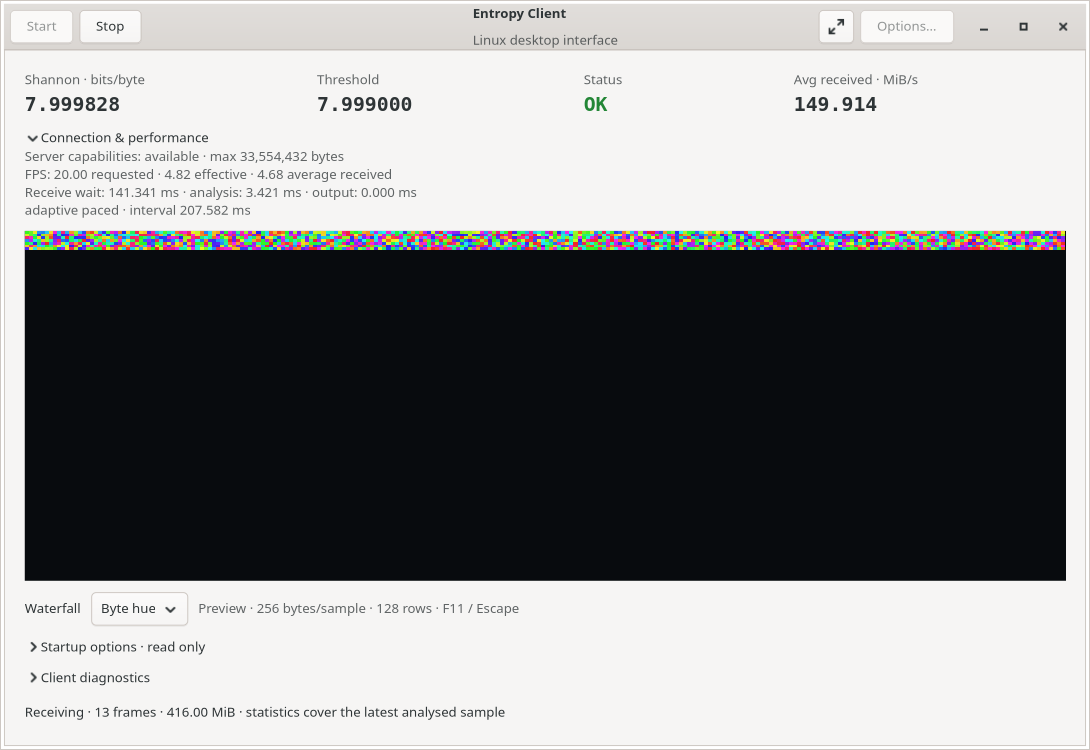 Start Stop Entropy Client Options...
Linux desktop interface
Shannon · bits/byte Threshold Status Avg received · MiB/s
7.999828 7.999000 OK 149.914
Connection & performance
Server capabilities: available · max 33,554,432 bytes
FPS: 20.00 requested · 4.82 effective · 4.68 average received
Receive wait: 141.341 ms · analysis: 3.421 ms · output: 0.000 ms
adaptive paced · interval 207.582 ms
Waterfall Byte hue Preview · 256 bytes/sample · 128 rows · F11 / Escape
Startup options · read only
Client diagnostics
Receiving · 13 frames · 416.00 MiB · statistics cover the latest analysed sample